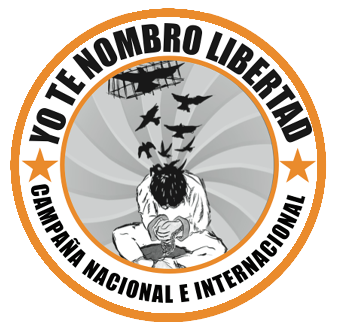 YO TE NOMBRO LIBERTAD
CAMPAÑA NACIONAL E INTERNACIONAL